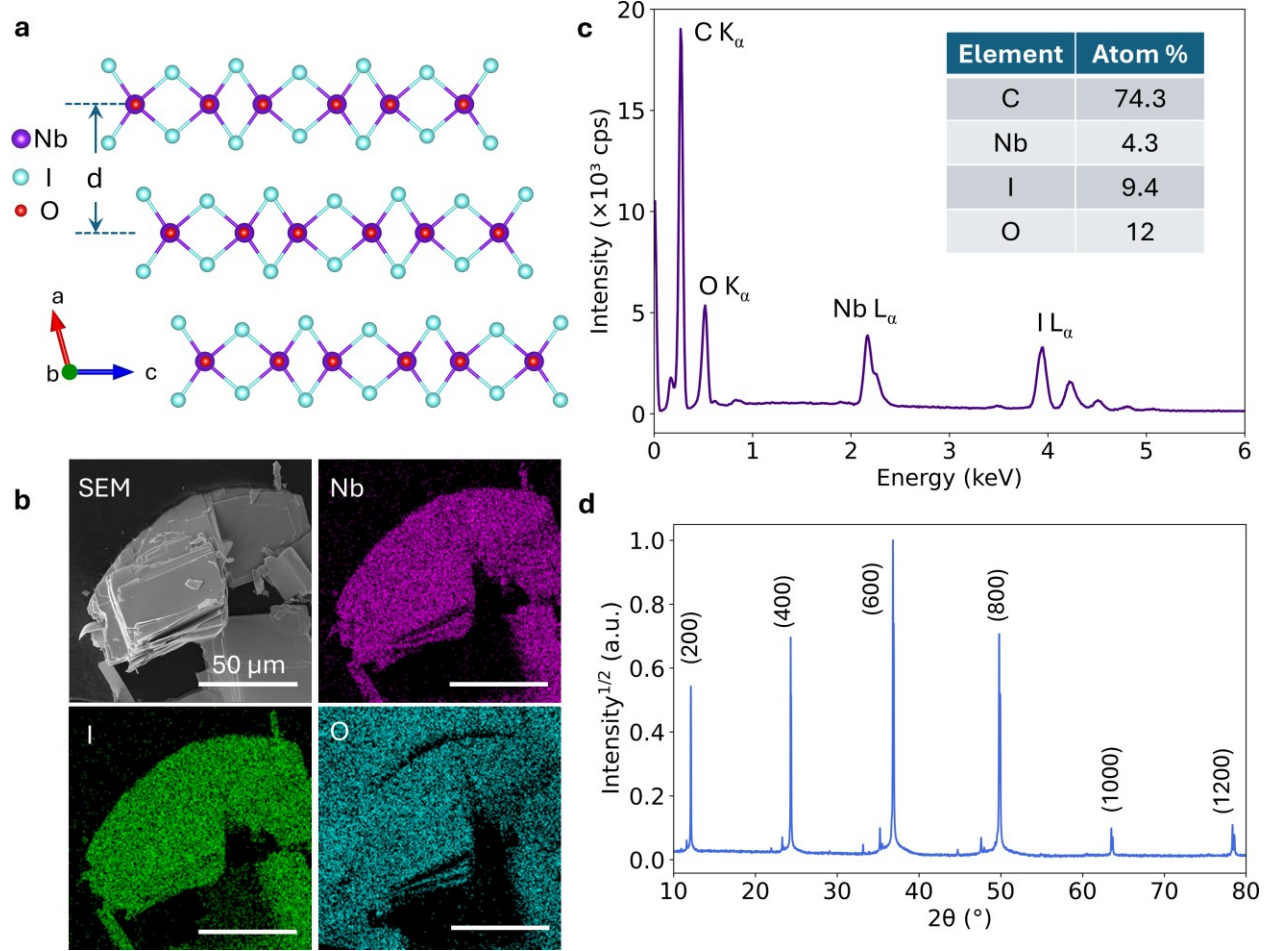 a
Nb
I
d
O
a
b
c
c
20
15
10
5
0
Intensity (×10³ cps)
C Kα
O Kα
Nb Lα
I Lα
Element Atom %
C 74.3
Nb 4.3
I 9.4
O 12
0 1 2 3 4 5 6
Energy (keV)
b
SEM
50 μm
Nb
I
O
d
1.0
0.8
0.6
0.4
0.2
0.0
Intensity1/2 (a.u.)
(200)
(400)
(600)
(800)
(1000)
(1200)
10 20 30 40 50 60 70 80
2θ (°)